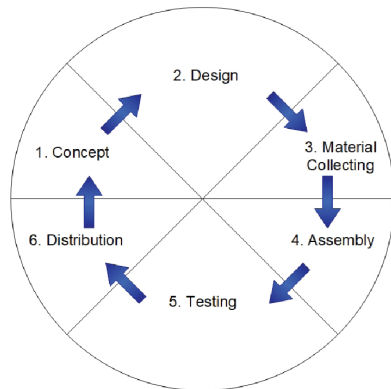 1. Concept
2. Design
3. Material
Collecting
4. Assembly
5. Testing
6. Distribution